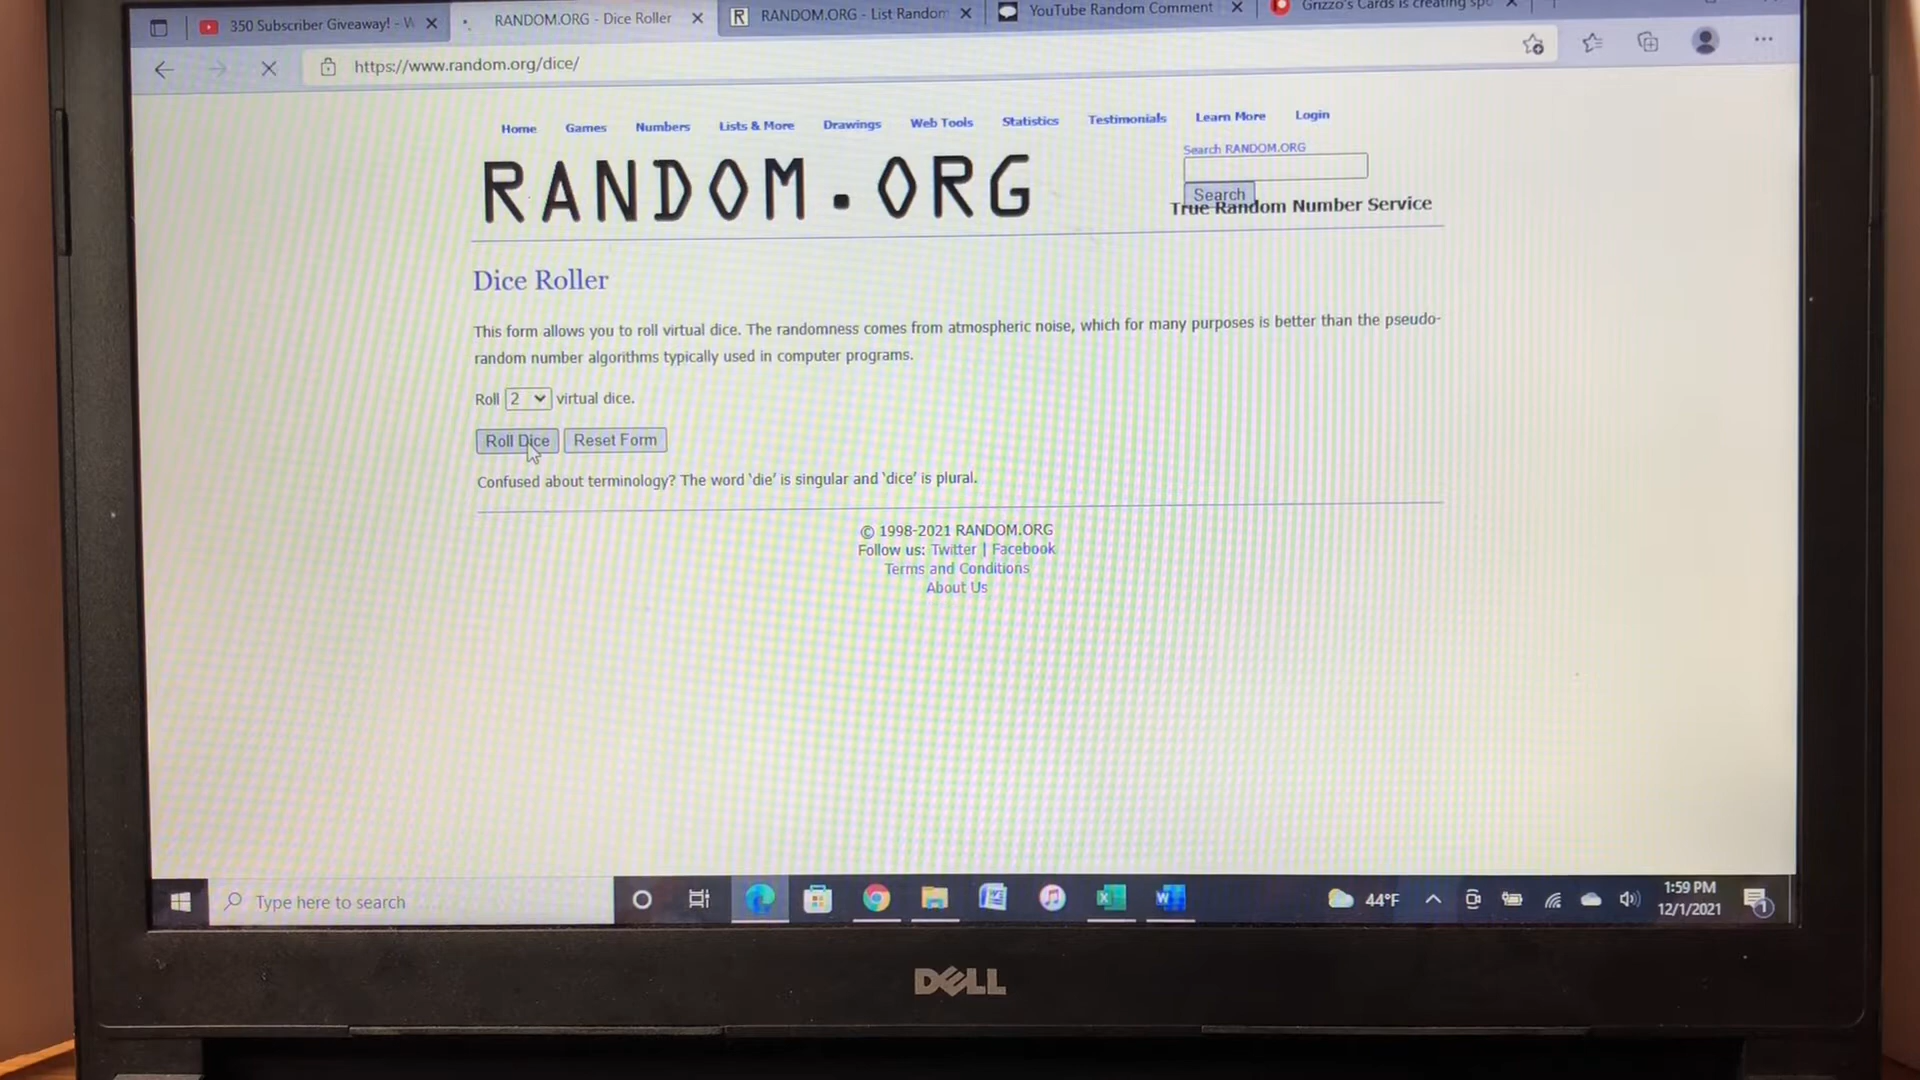 350 Subscriber Giveaway! - W
RANDOM.ORG - Dice Roller
RANDOM.ORG - List Random
YouTube Random Comment
Grizzo's Cards is creating spo
https://www.random.org/dice/
Home Games Numbers Lists & More Drawings Web Tools Statistics Testimonials Learn More Login
RANDOM.ORG
Search RANDOM.ORG
Search
True Random Number Service
Dice Roller
This form allows you to roll virtual dice. The randomness comes from atmospheric noise, which for many purposes is better than the pseudo-
random number algorithms typically used in computer programs.
Roll 2 virtual dice.
Roll Dice Reset Form
Confused about terminology? The word ‘die’ is singular and ‘dice’ is plural.
© 1998-2021 RANDOM.ORG
Follow us: Twitter | Facebook
Terms and Conditions
About Us
Type here to search
44°F
1:59 PM
12/1/2021
1
DELL